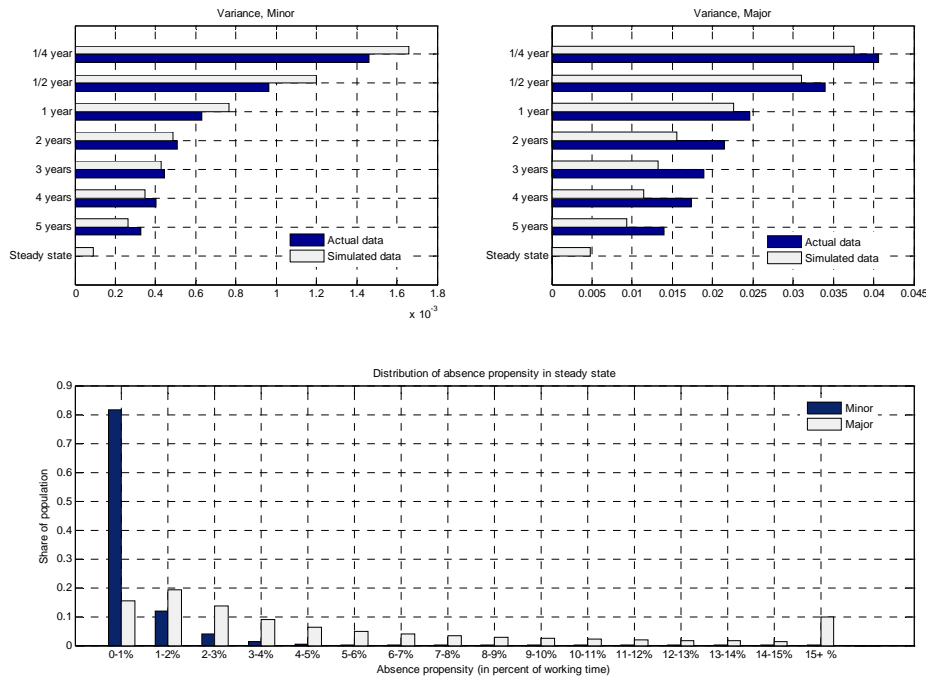 Variance, Minor
1/4 year
1/2 year
1 year
2 years
3 years
4 years
5 years
Steady state
Actual data
Simulated data
0 0.2 0.4 0.6 0.8 1 1.2 1.4 1.6 1.8
x 10^-3
Variance, Major
1/4 year
1/2 year
1 year
2 years
3 years
4 years
5 years
Steady state
Actual data
Simulated data
0 0.005 0.01 0.015 0.02 0.025 0.03 0.035 0.04 0.045
Distribution of absence propensity in steady state
Share of population
0.9
0.8
0.7
0.6
0.5
0.4
0.3
0.2
0.1
0
Minor
Major
0-1% 1-2% 2-3% 3-4% 4-5% 5-6% 6-7% 7-8% 8-9% 9-10% 10-11% 11-12% 12-13% 13-14% 14-15% 15+ %
Absence propensity (in percent of working time)